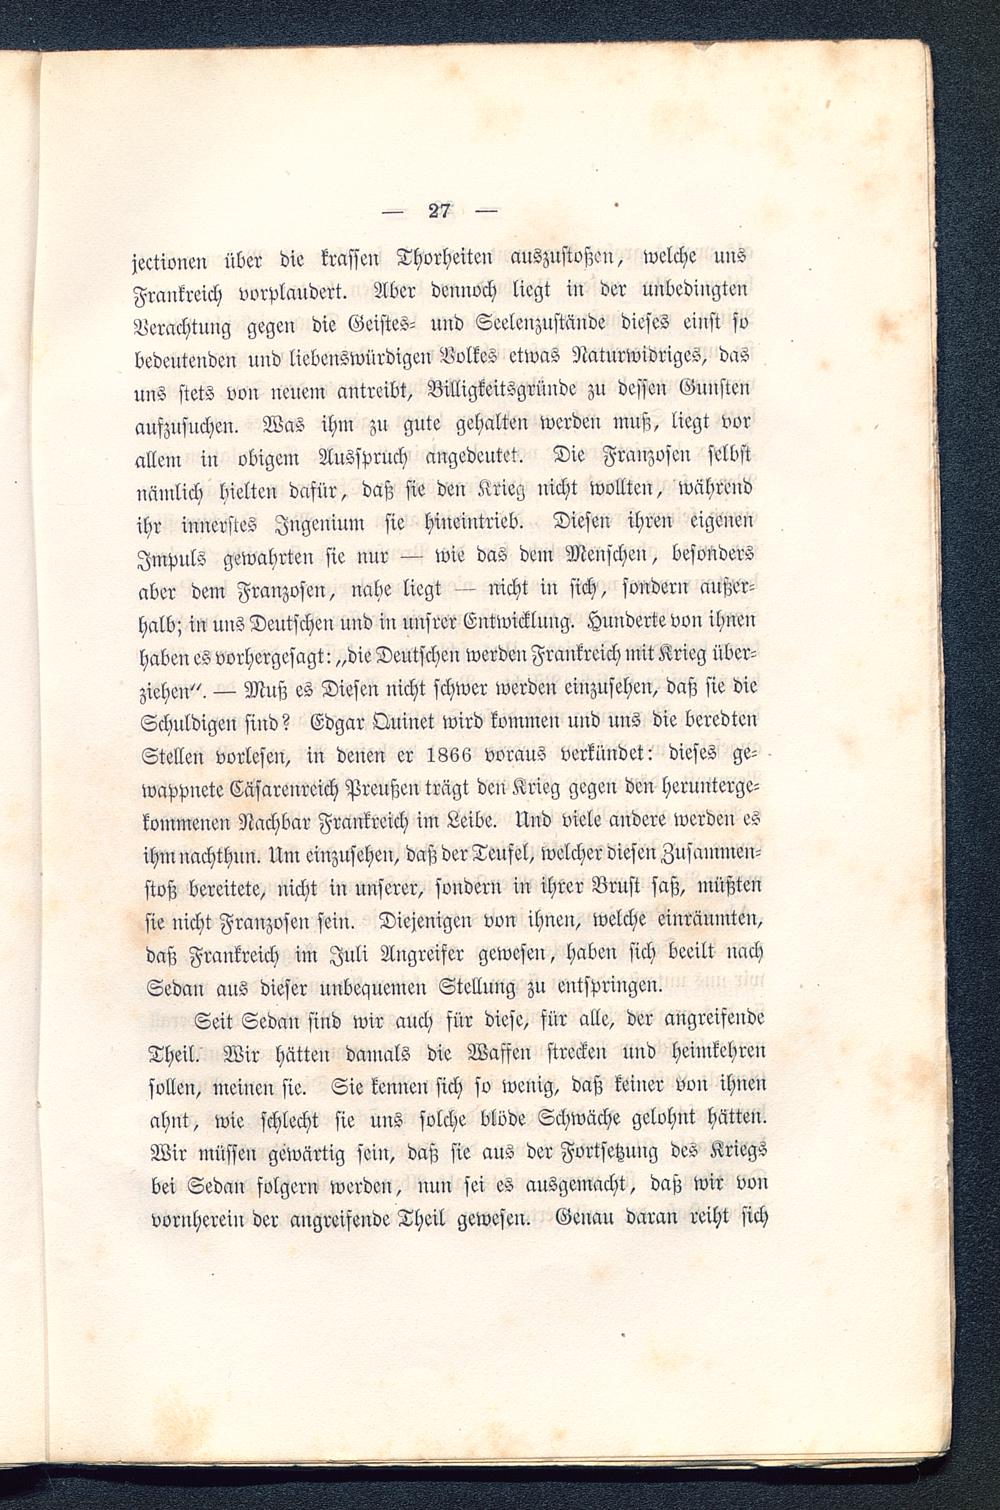 — 27 —
jectionen über die krassen Thorheiten auszustoßen, welche uns
Frankreich vorplaudert. Aber dennoch liegt in der unbedingten
Verachtung gegen die Geistes- und Seelenzustände dieses einst so
bedeutenden und liebenswürdigen Volkes etwas Naturwidriges, das
uns stets von neuem antreibt, Billigkeitsgründe zu dessen Gunsten
aufzusuchen. Was ihm zu gute gehalten werden muß, liegt vor
allem in obigem Ausspruch angedeutet. Die Franzosen selbst
nämlich hielten dafür, daß sie den Krieg nicht wollten, während
ihr innerstes Ingenium sie hineintrieb. Diesen ihren eigenen
Impuls gewahrten sie nur — wie das dem Menschen, besonders
aber dem Franzosen, nahe liegt — nicht in sich, sondern außer-
halb; in uns Deutschen und in unsrer Entwicklung. Hunderte von ihnen
haben es vorhergesagt: „die Deutschen werden Frankreich mit Krieg über-
ziehen“. — Muß es Diesen nicht schwer werden einzusehen, daß sie die
Schuldigen sind? Edgar Quinet wird kommen und uns die beredten
Stellen vorlesen, in denen er 1866 voraus verkündet: dieses ge-
wappnete Cäsarenreich Preußen trägt den Krieg gegen den herunterge-
kommenen Nachbar Frankreich im Leibe. Und viele andere werden es
ihm nachthun. Um einzusehen, daß der Teufel, welcher diesen Zusammen-
stoß bereitete, nicht in unserer, sondern in ihrer Brust saß, müßten
sie nicht Franzosen sein. Diejenigen von ihnen, welche einräumten,
daß Frankreich im Juli Angreifer gewesen, haben sich beeilt nach
Sedan aus dieser unbequemen Stellung zu entspringen.
Seit Sedan sind wir auch für diese, für alle, der angreifende
Theil. Wir hätten damals die Waffen strecken und heimkehren
sollen, meinen sie. Sie kennen sich so wenig, daß keiner von ihnen
ahnt, wie schlecht sie uns solche blöde Schwäche gelohnt hätten.
Wir müssen gewärtig sein, daß sie aus der Fortsetzung des Kriegs
bei Sedan folgern werden, nun sei es ausgemacht, daß wir von
vornherein der angreifende Theil gewesen. Genau daran reiht sich